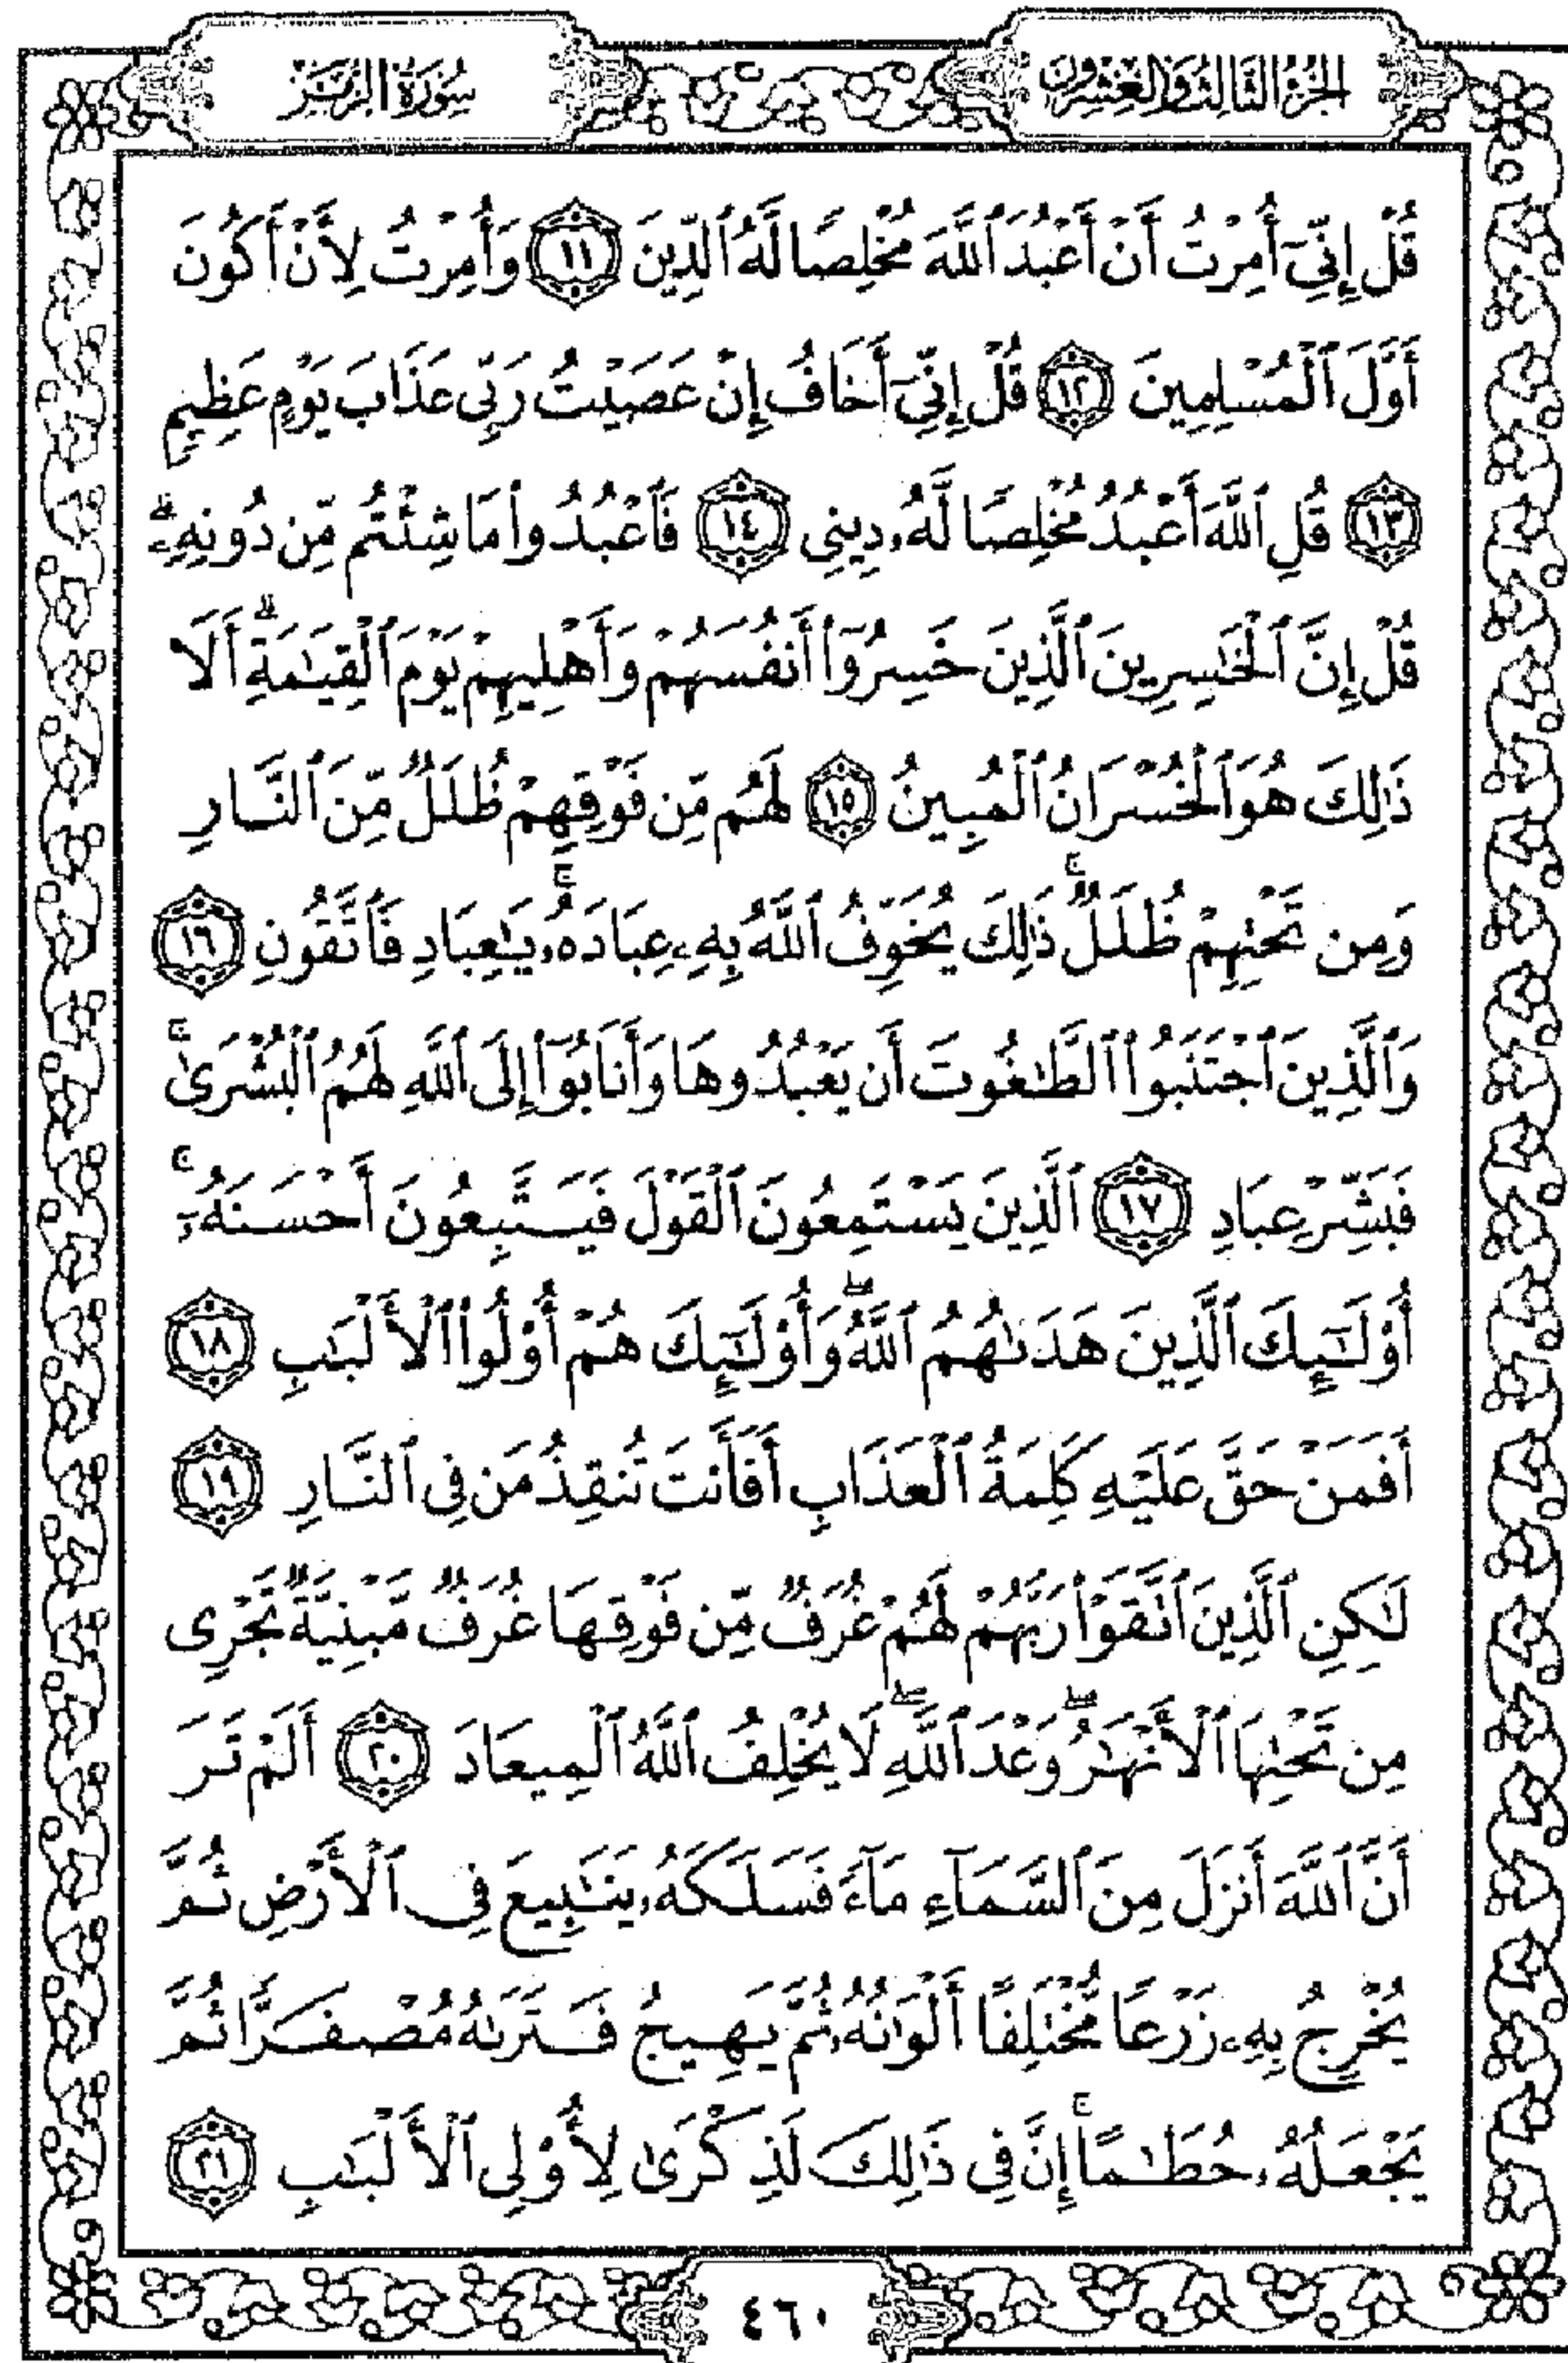 الجزء الثالث والعشرون
سورة الزمر
قُلْ إِنِّىٓ أُمِرْتُ أَنْ أَعْبُدَ ٱللَّهَ مُخْلِصًا لَّهُ ٱلدِّينَ ١١ وَأُمِرْتُ لِأَنْ أَكُونَ
أَوَّلَ ٱلْمُسْلِمِينَ ١٢ قُلْ إِنِّىٓ أَخَافُ إِنْ عَصَيْتُ رَبِّى عَذَابَ يَوْمٍ عَظِيمٍ
١٣ قُلِ ٱللَّهَ أَعْبُدُ مُخْلِصًا لَّهُۥ دِينِى ١٤ فَٱعْبُدُوا۟ مَا شِئْتُم مِّن دُونِهِۦۗ
قُلْ إِنَّ ٱلْخَٰسِرِينَ ٱلَّذِينَ خَسِرُوٓا۟ أَنفُسَهُمْ وَأَهْلِيهِمْ يَوْمَ ٱلْقِيَٰمَةِۗ أَلَا
ذَٰلِكَ هُوَ ٱلْخُسْرَانُ ٱلْمُبِينُ ١٥ لَهُم مِّن فَوْقِهِمْ ظُلَلٌ مِّنَ ٱلنَّارِ
وَمِن تَحْتِهِمْ ظُلَلٌۚ ذَٰلِكَ يُخَوِّفُ ٱللَّهُ بِهِۦ عِبَادَهُۥۚ يَٰعِبَادِ فَٱتَّقُونِ ١٦
وَٱلَّذِينَ ٱجْتَنَبُوا۟ ٱلطَّٰغُوتَ أَن يَعْبُدُوهَا وَأَنَابُوٓا۟ إِلَى ٱللَّهِ لَهُمُ ٱلْبُشْرَىٰۚ
فَبَشِّرْ عِبَادِ ١٧ ٱلَّذِينَ يَسْتَمِعُونَ ٱلْقَوْلَ فَيَتَّبِعُونَ أَحْسَنَهُۥٓۚ
أُو۟لَٰٓئِكَ ٱلَّذِينَ هَدَىٰهُمُ ٱللَّهُۖ وَأُو۟لَٰٓئِكَ هُمْ أُو۟لُوا۟ ٱلْأَلْبَٰبِ ١٨
أَفَمَنْ حَقَّ عَلَيْهِ كَلِمَةُ ٱلْعَذَابِ أَفَأَنتَ تُنقِذُ مَن فِى ٱلنَّارِ ١٩
لَٰكِنِ ٱلَّذِينَ ٱتَّقَوْا۟ رَبَّهُمْ لَهُمْ غُرَفٌ مِّن فَوْقِهَا غُرَفٌ مَّبْنِيَّةٌ تَجْرِى
مِن تَحْتِهَا ٱلْأَنْهَٰرُۖ وَعْدَ ٱللَّهِۖ لَا يُخْلِفُ ٱللَّهُ ٱلْمِيعَادَ ٢٠ أَلَمْ تَرَ
أَنَّ ٱللَّهَ أَنزَلَ مِنَ ٱلسَّمَآءِ مَآءً فَسَلَكَهُۥ يَنَٰبِيعَ فِى ٱلْأَرْضِ ثُمَّ
يُخْرِجُ بِهِۦ زَرْعًا مُّخْتَلِفًا أَلْوَٰنُهُۥ ثُمَّ يَهِيجُ فَتَرَىٰهُ مُصْفَرًّا ثُمَّ
يَجْعَلُهُۥ حُطَٰمًاۚ إِنَّ فِى ذَٰلِكَ لَذِكْرَىٰ لِأُو۟لِى ٱلْأَلْبَٰبِ ٢١
٤٦٠